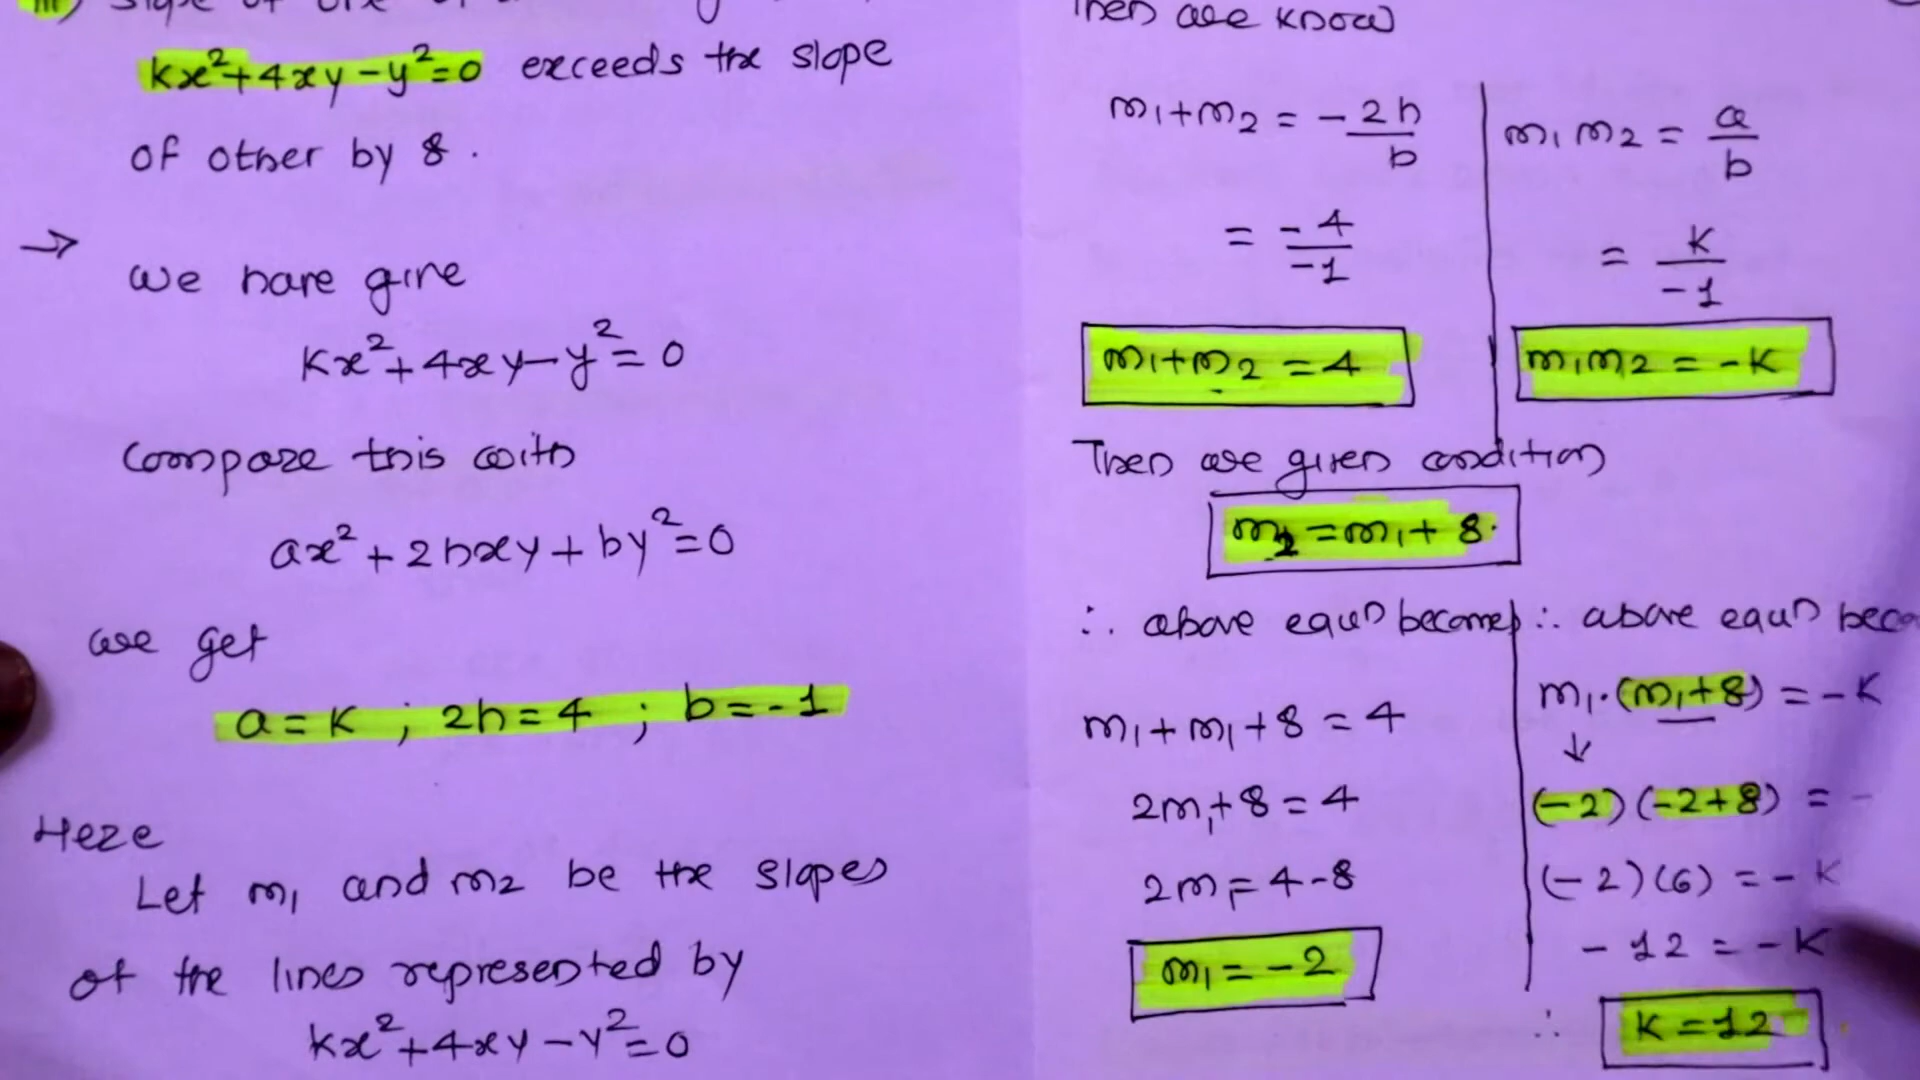 kx²+4xy-y²=0 exceeds the slope
of other by 8.
→
we have give
kx²+4xy-y²=0
compare this with
ax²+2hxy+by²=0
we get
a=k ; 2h=4 ; b=-1
Here
Let m₁ and m₂ be the slopes
of the lines represented by
kx²+4xy-y²=0
Then we know
m₁+m₂ = -2h/b
= -4/-1
m₁+m₂ = 4
m₁m₂ = a/b
= k/-1
m₁m₂ = -k
Then we given condition
m₂ = m₁+8.
∴ above equn becomes
m₁+m₁+8 = 4
2m₁+8 = 4
2m₁ = 4-8
m₁ = -2
∴ above equn
m₁.(m₁+8) = -k
↓
(-2)(-2+8) = -
(-2)(6) = -k
-12 = -k
∴ k=12